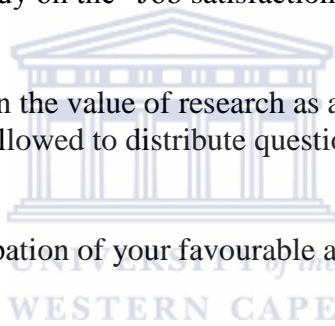 dy on the "Job satisfaction
n the value of research as a
llowed to distribute questio
pation of your favourable a
UNIVERSITY of the
WESTERN CAPE